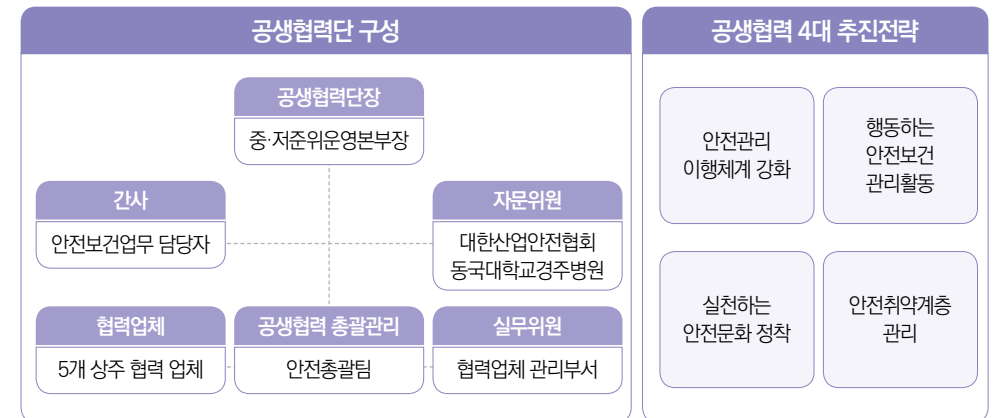 공생협력단 구성
공생협력단장
중·저준위운영본부장
간사
안전보건업무 담당자
자문위원
대한산업안전협회
동국대학교경주병원
협력업체
5개 상주 협력 업체
공생협력 총괄관리
안전총괄팀
실무위원
협력업체 관리부서
공생협력 4대 추진전략
안전관리
이행체계 강화
행동하는
안전보건
관리활동
실천하는
안전문화 정착
안전취약계층
관리